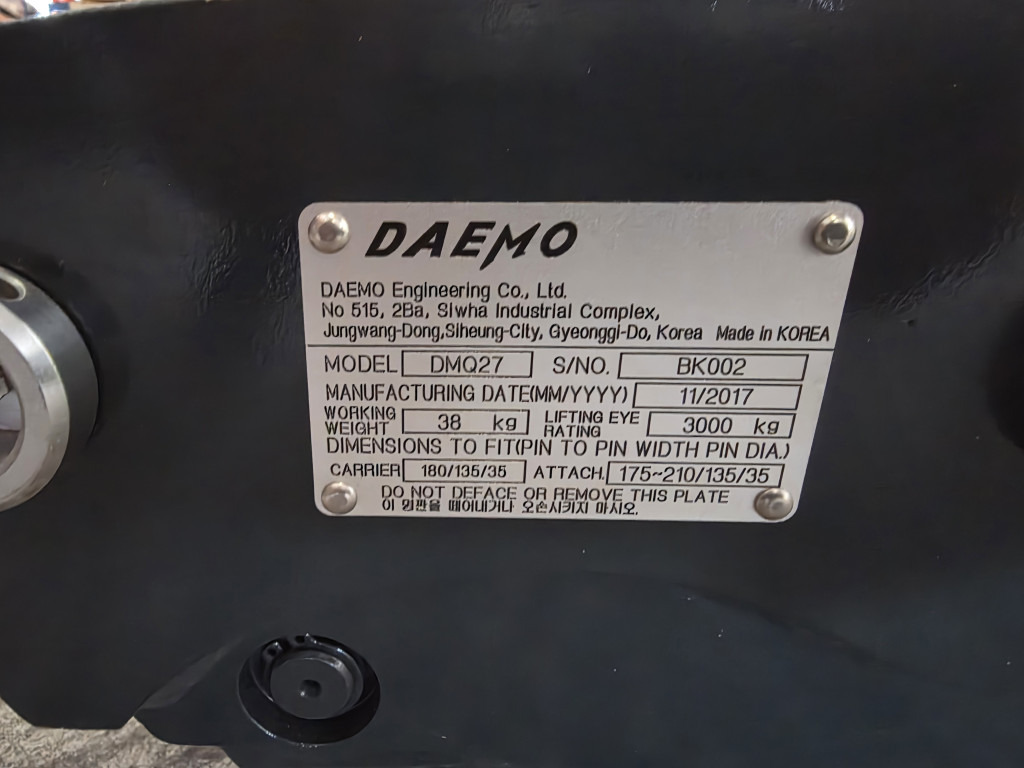 DAEMO
DAEMO Engineering Co., Ltd.
No 515, 2Ba, Siwha Industrial Complex,
Jungwang-Dong,Siheung-City, Gyeonggi-Do, Korea Made in KOREA
MODEL DMQ27 S/NO. BK002
MANUFACTURING DATE(MM/YYYY) 11/2017
WORKING WEIGHT 38 kg LIFTING EYE RATING 3000 kg
DIMENSIONS TO FIT(PIN TO PIN WIDTH PIN DIA.)
CARRIER 180/135/35 ATTACH. 175~210/135/35
DO NOT DEFACE OR REMOVE THIS PLATE
이 명판을 떼어내거나 오손시키지 마시오.